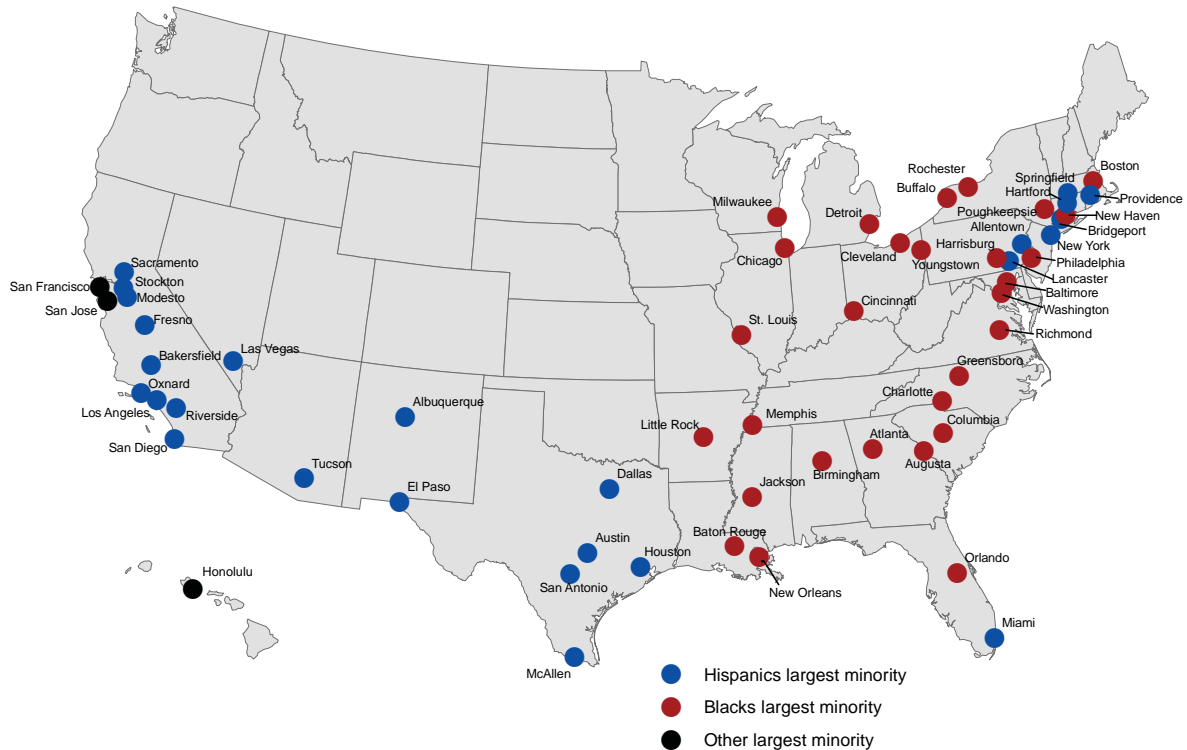 Rochester
Boston
Buffalo
Springfield
Hartford
Providence
Milwaukee
Detroit
Poughkeepsie
New Haven
Allentown
Bridgeport
Harrisburg
New York
Chicago
Cleveland
Youngstown
Philadelphia
Lancaster
Sacramento
Stockton
San Francisco
Modesto
San Jose
Baltimore
Washington
Cincinnati
Fresno
St. Louis
Richmond
Las Vegas
Bakersfield
Greensboro
Oxnard
Charlotte
Los Angeles
Riverside
Albuquerque
Memphis
Columbia
Little Rock
San Diego
Atlanta
Tucson
Dallas
Birmingham
Augusta
El Paso
Jackson
Baton Rouge
Austin
Houston
Orlando
Honolulu
San Antonio
New Orleans
Miami
McAllen
Hispanics largest minority
Blacks largest minority
Other largest minority